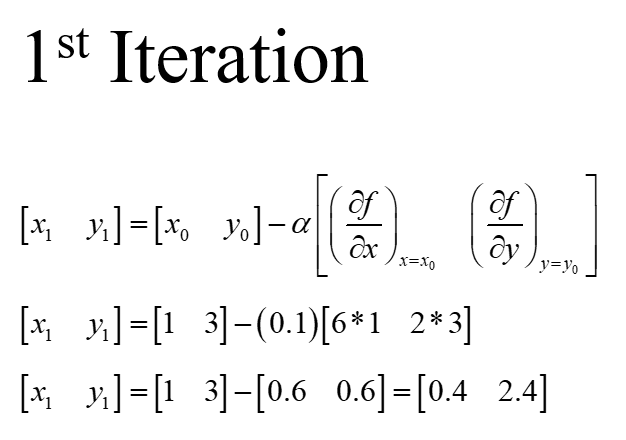 1st Iteration
[x₁ y₁] = [x₀ y₀] − α[(∂f/∂x)ₓ₌ₓ₀ (∂f/∂y)y=y₀]
[x₁ y₁] = [1 3] − (0.1)[6*1 2*3]
[x₁ y₁] = [1 3] − [0.6 0.6] = [0.4 2.4]